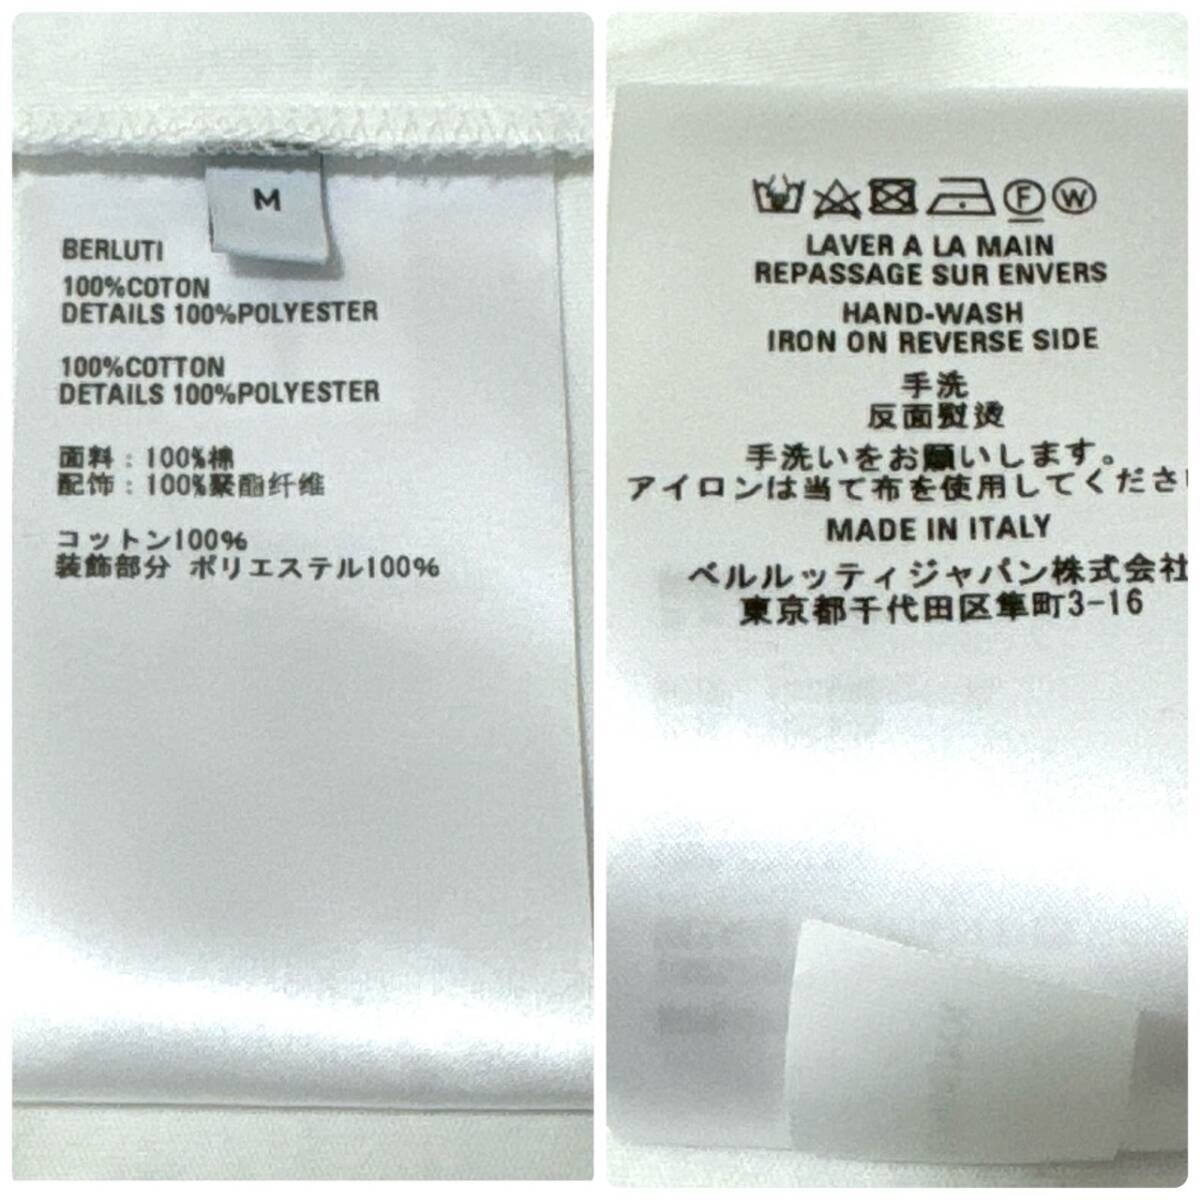 M
BERLUTI
100%COTON
DETAILS 100%POLYESTER
100%COTTON
DETAILS 100%POLYESTER
面料：100%棉
配饰：100%聚酯纤维
コットン100%
装飾部分 ポリエステル100%
F W
LAVER A LA MAIN
REPASSAGE SUR ENVERS
HAND-WASH
IRON ON REVERSE SIDE
手洗
反面熨烫
手洗いをお願いします。
アイロンは当て布を使用してくださ
MADE IN ITALY
ベルルッティジャパン株式会社
東京都千代田区隼町3-16